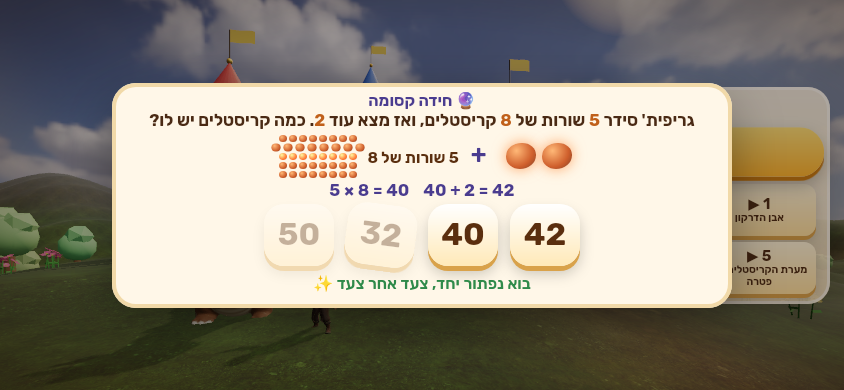 🔮 חידה קסומה
גריפית' סידר 5 שורות של 8 קריסטלים, ואז מצא עוד 2. כמה קריסטלים יש לו?
5 שורות של 8 +
5 × 8 = 40 40 + 2 = 42
50 32 40 42
בוא נפתור יחד, צעד אחר צעד ✨
1 ▶
אבן הדרקון
5 ▶
מערת הקריסטלים
פטרה